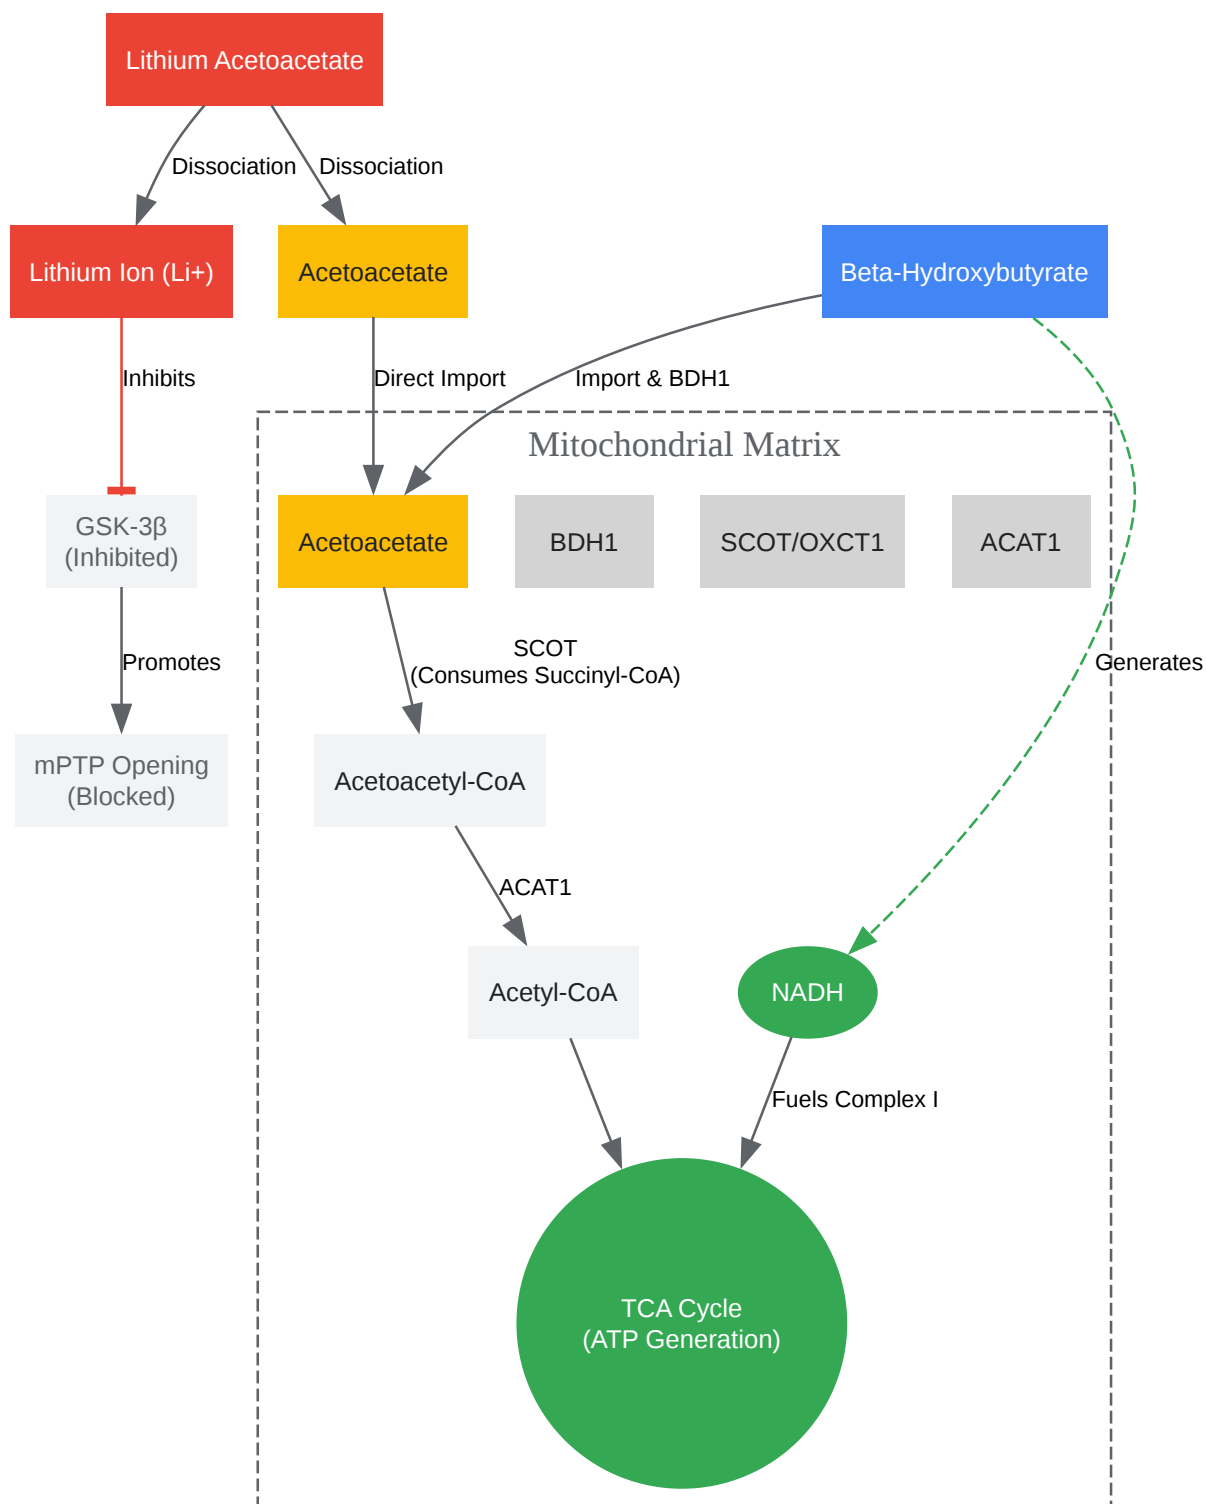 Lithium Acetoacetate
Dissociation
Dissociation
Lithium Ion (Li+)
Acetoacetate
Beta-Hydroxybutyrate
Inhibits
Direct Import
Import & BDH1
Mitochondrial Matrix
GSK-3β
(Inhibited)
Acetoacetate
BDH1
SCOT/OXCT1
ACAT1
Promotes
SCOT
(Consumes Succinyl-CoA)
Generates
mPTP Opening
(Blocked)
Acetoacetyl-CoA
ACAT1
Acetyl-CoA
NADH
Fuels Complex I
TCA Cycle
(ATP Generation)